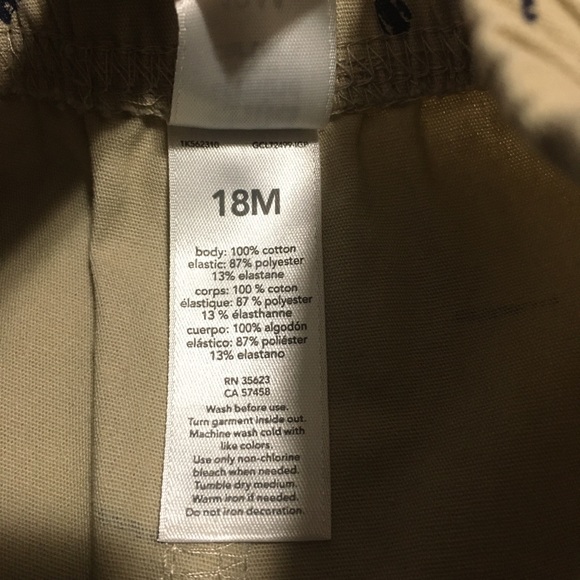 1K562310
18M
body: 100% cotton
elastic: 87% polyester
13% elastane
corps: 100 % coton
élastique: 87 % polyester
13 % élasthanne
cuerpo: 100% algodón
elástico: 87% poliéster
13% elastano
RN 35623
CA 57458
Wash before use.
Turn garment inside out.
Machine wash cold with
like colors.
Use only non-chlorine
bleach when needed.
Tumble dry medium.
Warm iron if needed.
Do not iron decoration.